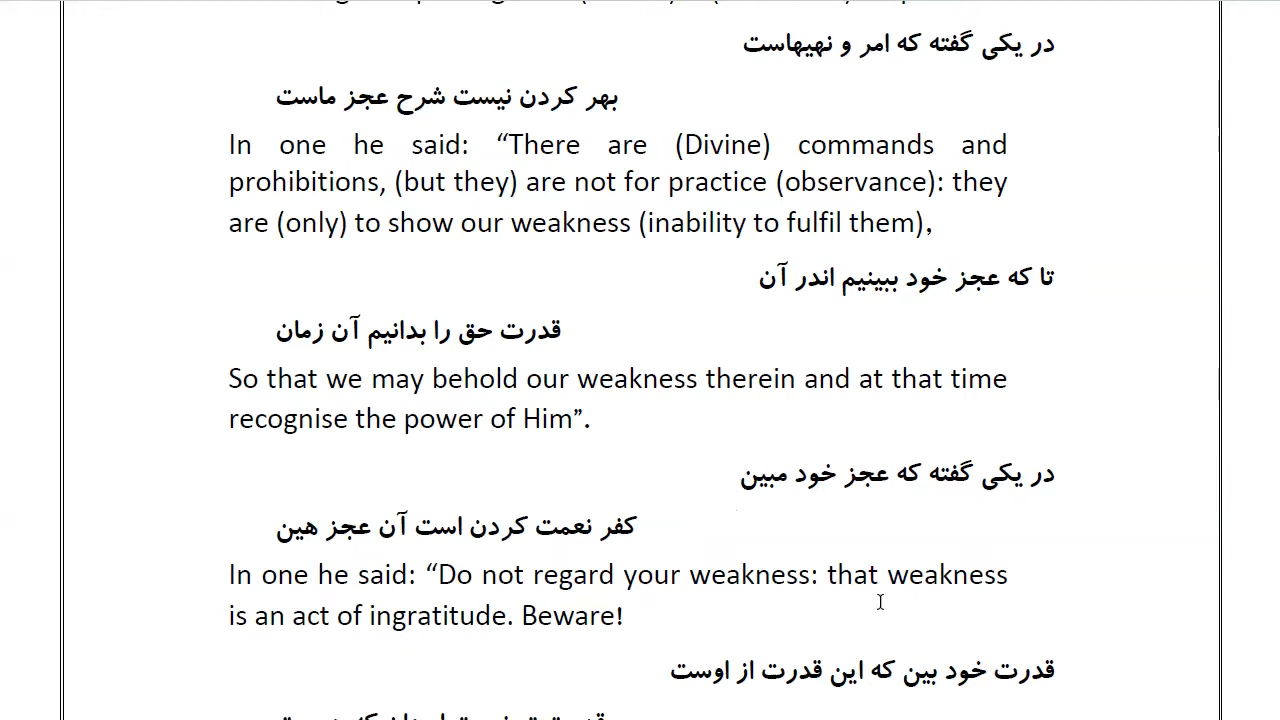 در یکی گفته که امر و نهیهاست
بهر کردن نیست شرح عجز ماست
In one he said: “There are (Divine) commands and
prohibitions, (but they) are not for practice (observance): they
are (only) to show our weakness (inability to fulfil them),
تا که عجز خود ببینیم اندر آن
قدرت حق را بدانیم آن زمان
So that we may behold our weakness therein and at that time
recognise the power of Him”.
در یکی گفته که عجز خود مبین
کفر نعمت کردن است آن عجز هین
In one he said: “Do not regard your weakness: that weakness
is an act of ingratitude. Beware!
قدرت خود بین که این قدرت از اوست